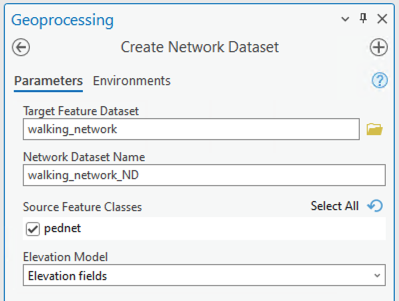 Geoprocessing
Create Network Dataset
Parameters Environments
Target Feature Dataset
walking_network
Network Dataset Name
walking_network_ND
Source Feature Classes Select All
pednet
Elevation Model
Elevation fields